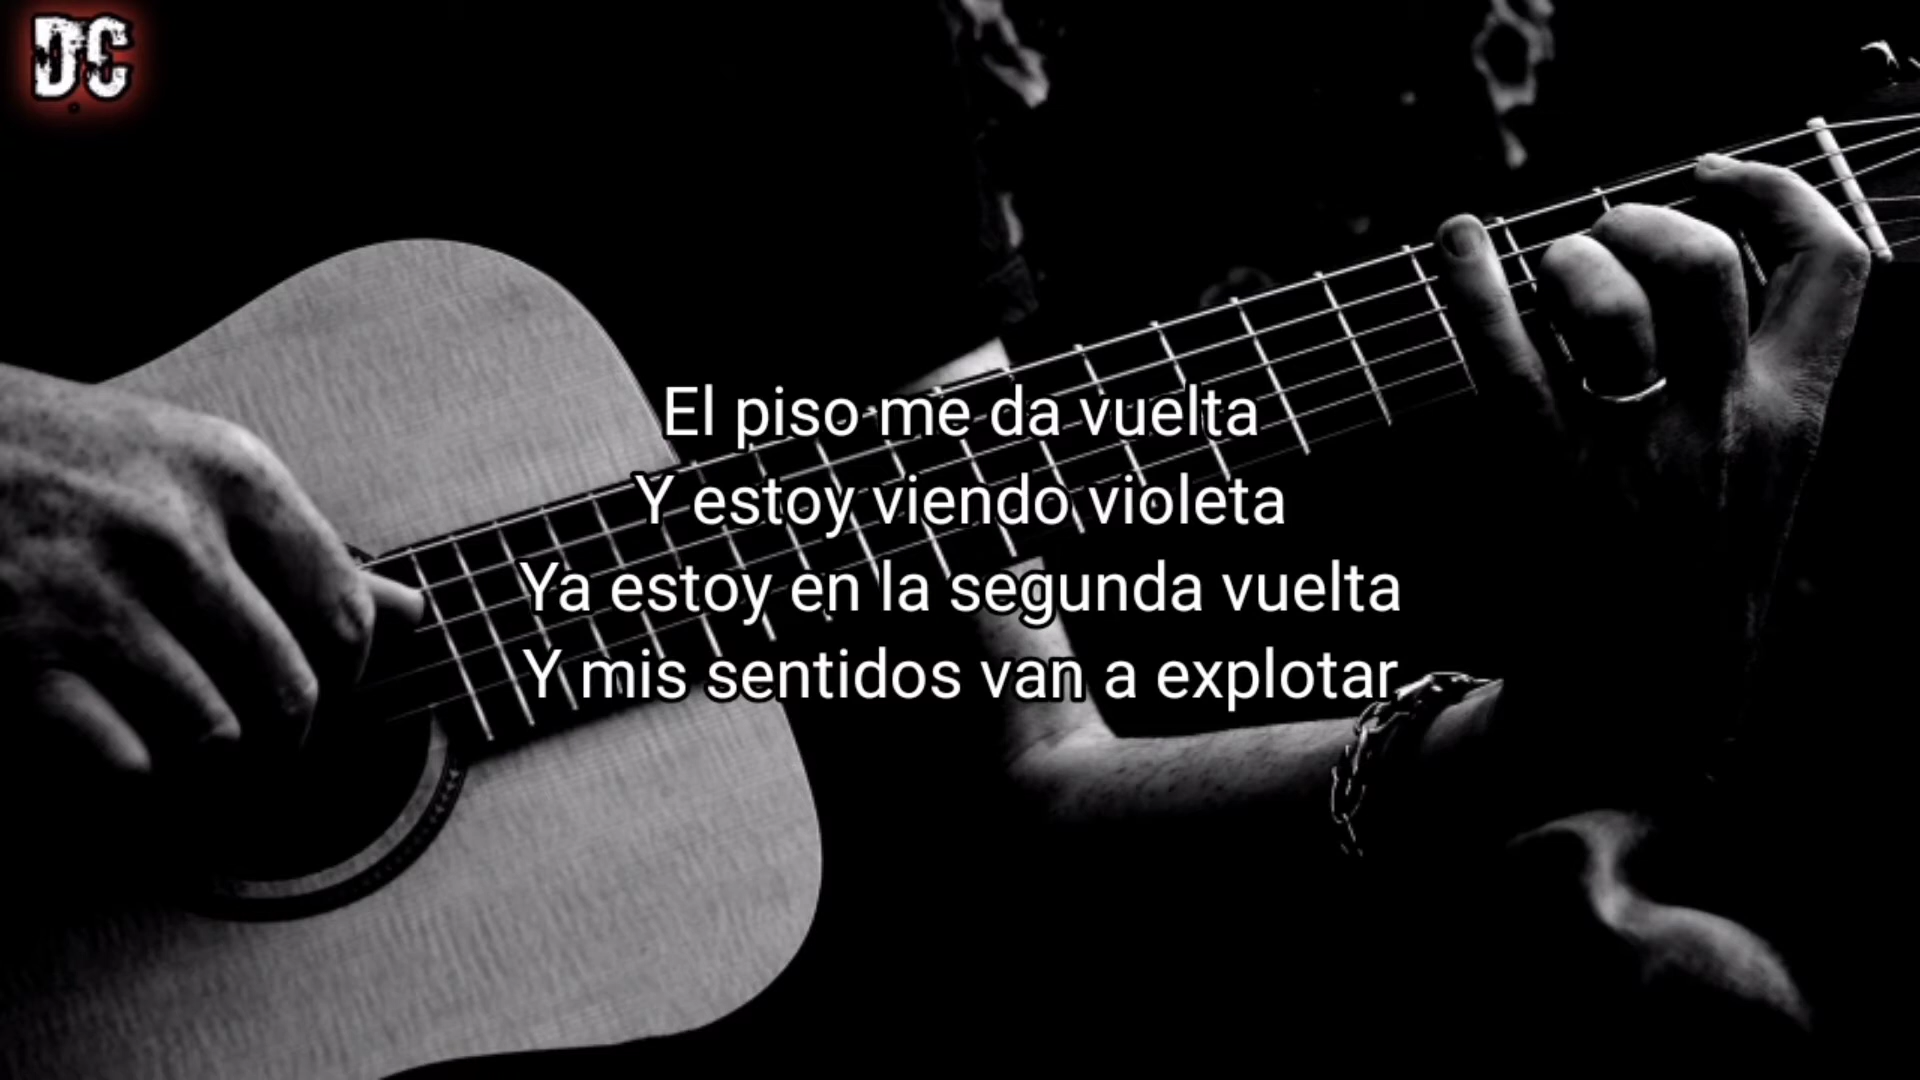 DC
El piso me da vuelta
Y estoy viendo violeta
Ya estoy en la segunda vuelta
Y mis sentidos van a explotar